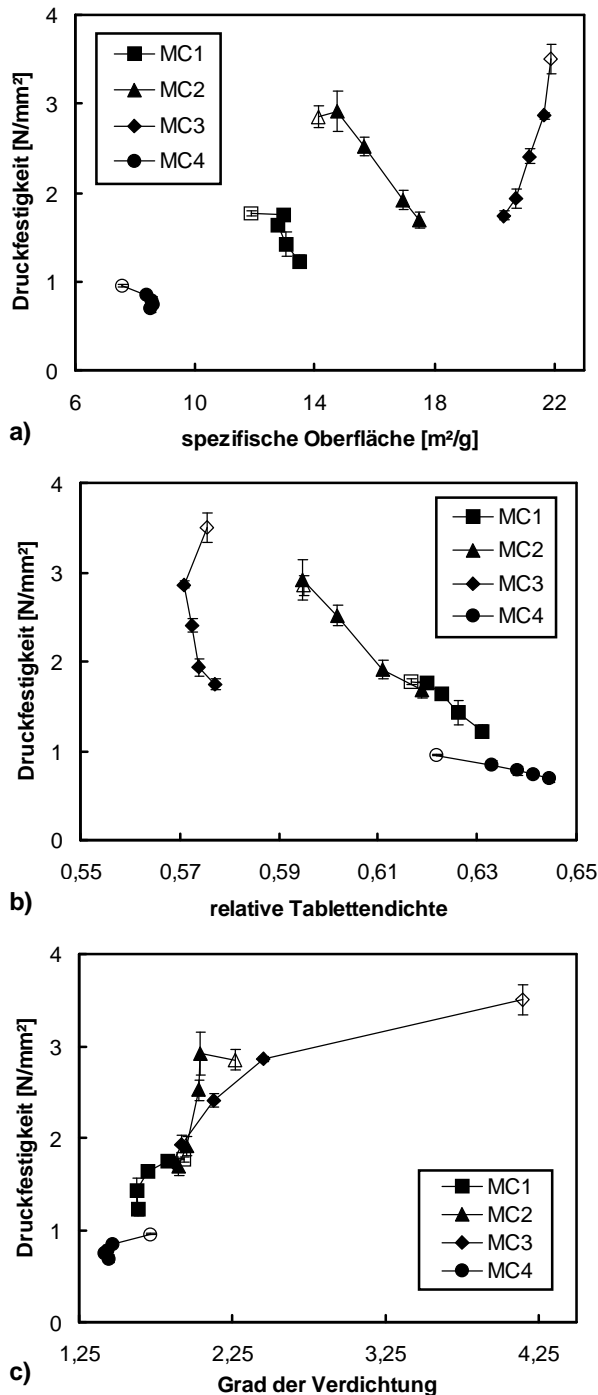 4
3
2
1
0
Druckfestigkeit [N/mm²]
MC1
MC2
MC3
MC4
6 10 14 18 22
spezifische Oberfläche [m²/g]
a)
4
3
2
1
0
Druckfestigkeit [N/mm²]
MC1
MC2
MC3
MC4
0,55 0,57 0,59 0,61 0,63 0,65
relative Tablettendichte
b)
4
3
2
1
0
Druckfestigkeit [N/mm²]
MC1
MC2
MC3
MC4
1,25 2,25 3,25 4,25
Grad der Verdichtung
c)